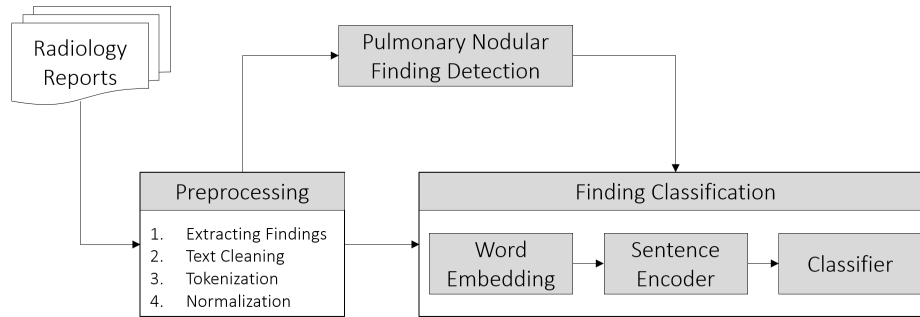 Radiology
Reports
Pulmonary Nodular
Finding Detection
Preprocessing
1. Extracting Findings
2. Text Cleaning
3. Tokenization
4. Normalization
Finding Classification
Word
Embedding
Sentence
Encoder
Classifier